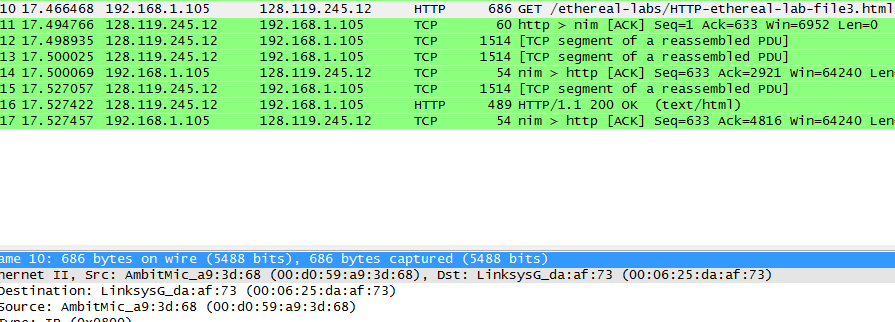 10 17.466468 192.168.1.105 128.119.245.12 HTTP 686 GET /ethereal-labs/HTTP-ethereal-lab-file3.html
11 17.494766 128.119.245.12 192.168.1.105 TCP 60 http > nim [ACK] Seq=1 Ack=633 Win=6952 Len=0
12 17.498935 128.119.245.12 192.168.1.105 TCP 1514 [TCP segment of a reassembled PDU]
13 17.500025 128.119.245.12 192.168.1.105 TCP 1514 [TCP segment of a reassembled PDU]
14 17.500069 192.168.1.105 128.119.245.12 TCP 54 nim > http [ACK] Seq=633 Ack=2921 Win=64240 Len
15 17.527057 128.119.245.12 192.168.1.105 TCP 1514 [TCP segment of a reassembled PDU]
16 17.527422 128.119.245.12 192.168.1.105 HTTP 489 HTTP/1.1 200 OK (text/html)
17 17.527457 192.168.1.105 128.119.245.12 TCP 54 nim > http [ACK] Seq=633 Ack=4816 Win=64240 Len
ame 10: 686 bytes on wire (5488 bits), 686 bytes captured (5488 bits)
hernet II, Src: AmbitMic_a9:3d:68 (00:d0:59:a9:3d:68), Dst: LinksysG_da:af:73 (00:06:25:da:af:73)
Destination: LinksysG_da:af:73 (00:06:25:da:af:73)
Source: AmbitMic_a9:3d:68 (00:d0:59:a9:3d:68)
Type: IP (0x0800)